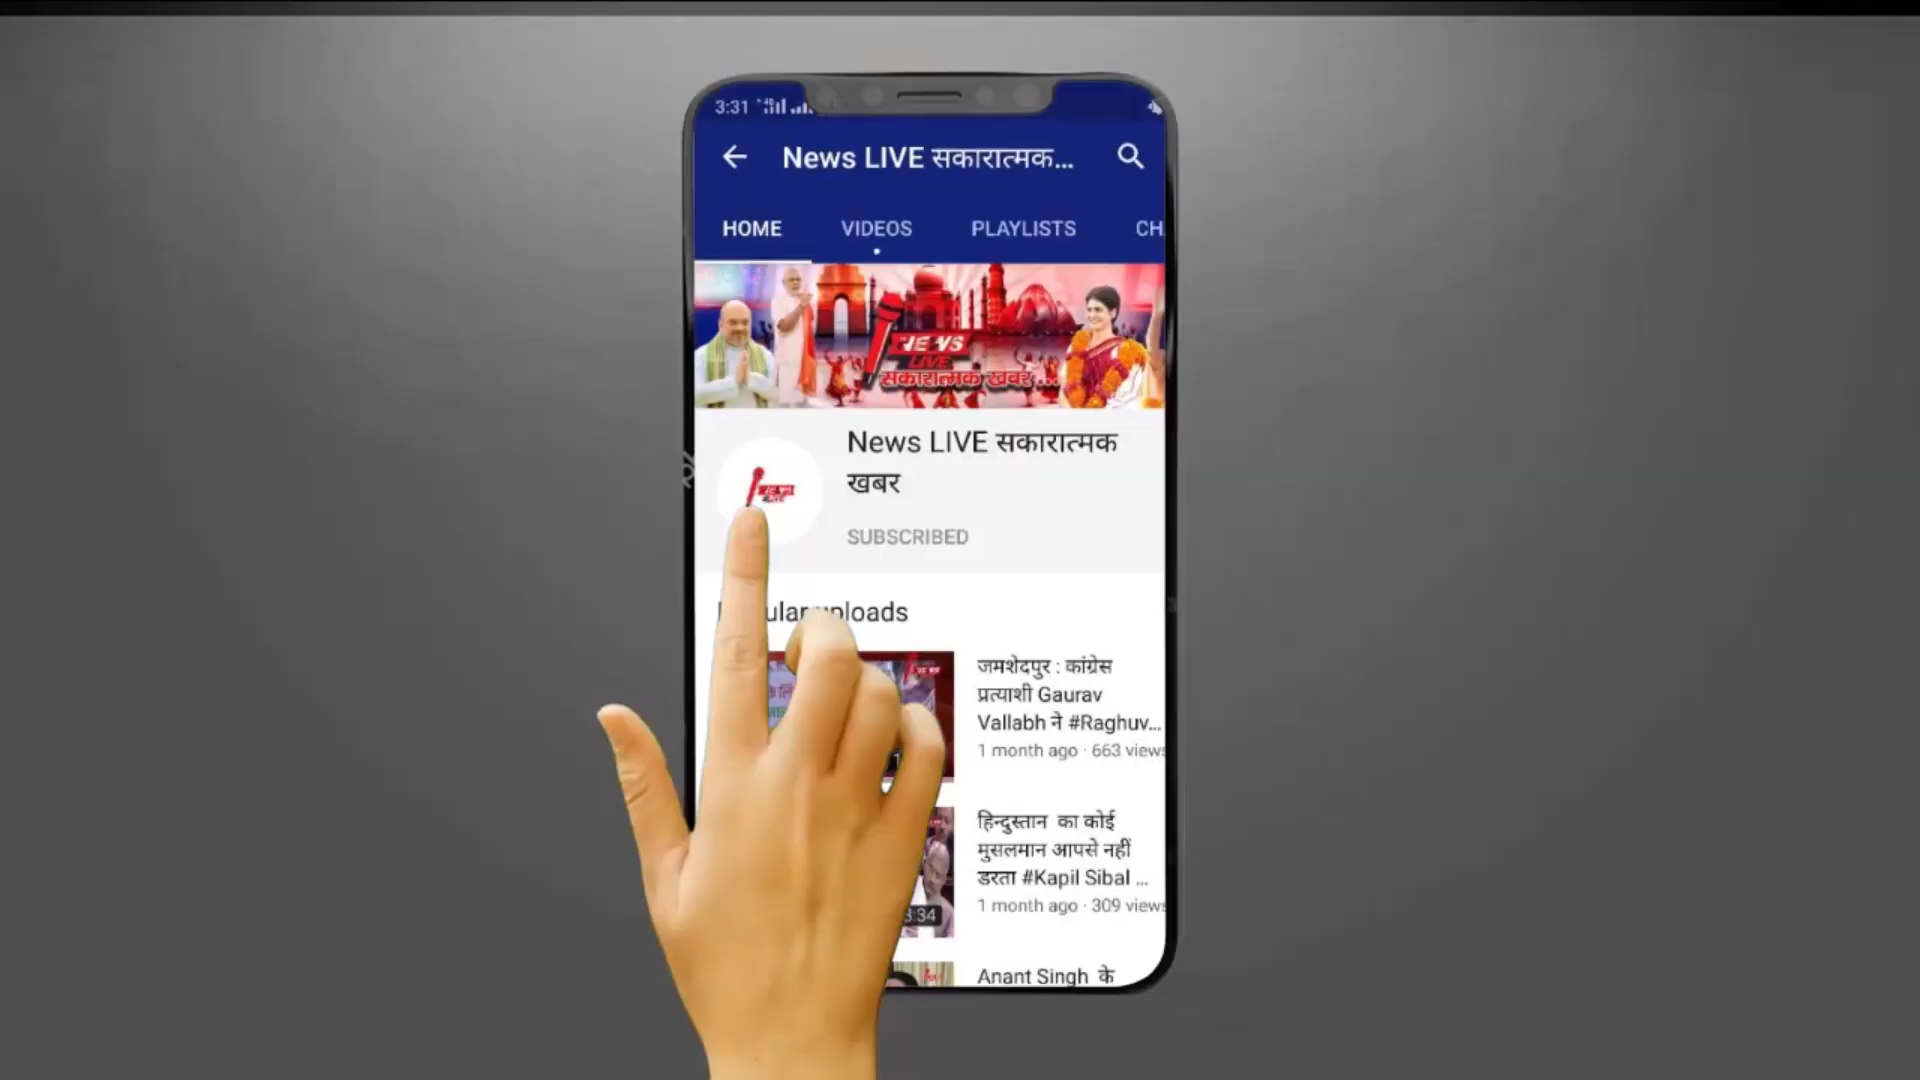 3:31
News LIVE सकारात्मक...
HOME VIDEOS PLAYLISTS CH
NEWS
LIVE
सकारात्मक खबर ...
News LIVE सकारात्मक
खबर
SUBSCRIBED
uploads
जमशेदपुर : कांग्रेस
प्रत्याशी Gaurav
Vallabh ने #Raghuv...
1 month ago · 663 views
हिन्दुस्तान का कोई
मुसलमान आपसे नहीं
डरता #Kapil Sibal ...
1 month ago · 309 views
3:34
Anant Singh के